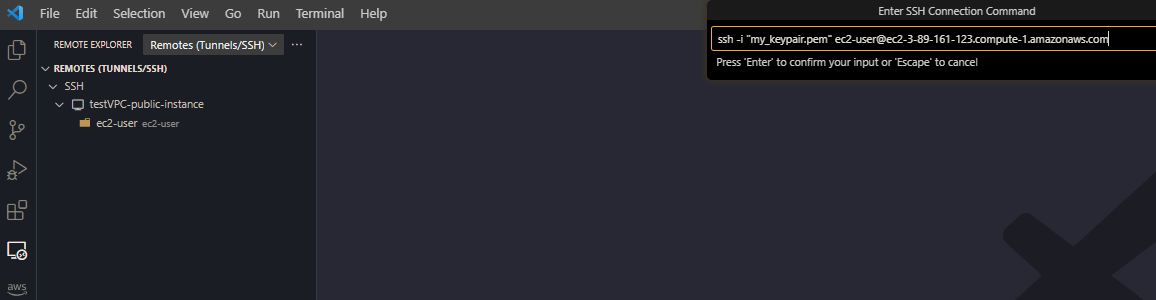 File Edit Selection View Go Run Terminal Help
Enter SSH Connection Command
ssh -i "my_keypair.pem" ec2-user@ec2-3-89-161-123.compute-1.amazonaws.com
Press 'Enter' to confirm your input or 'Escape' to cancel
REMOTE EXPLORER Remotes (Tunnels/SSH)
REMOTES (TUNNELS/SSH)
SSH
testVPC-public-instance
ec2-user ec2-user
aws